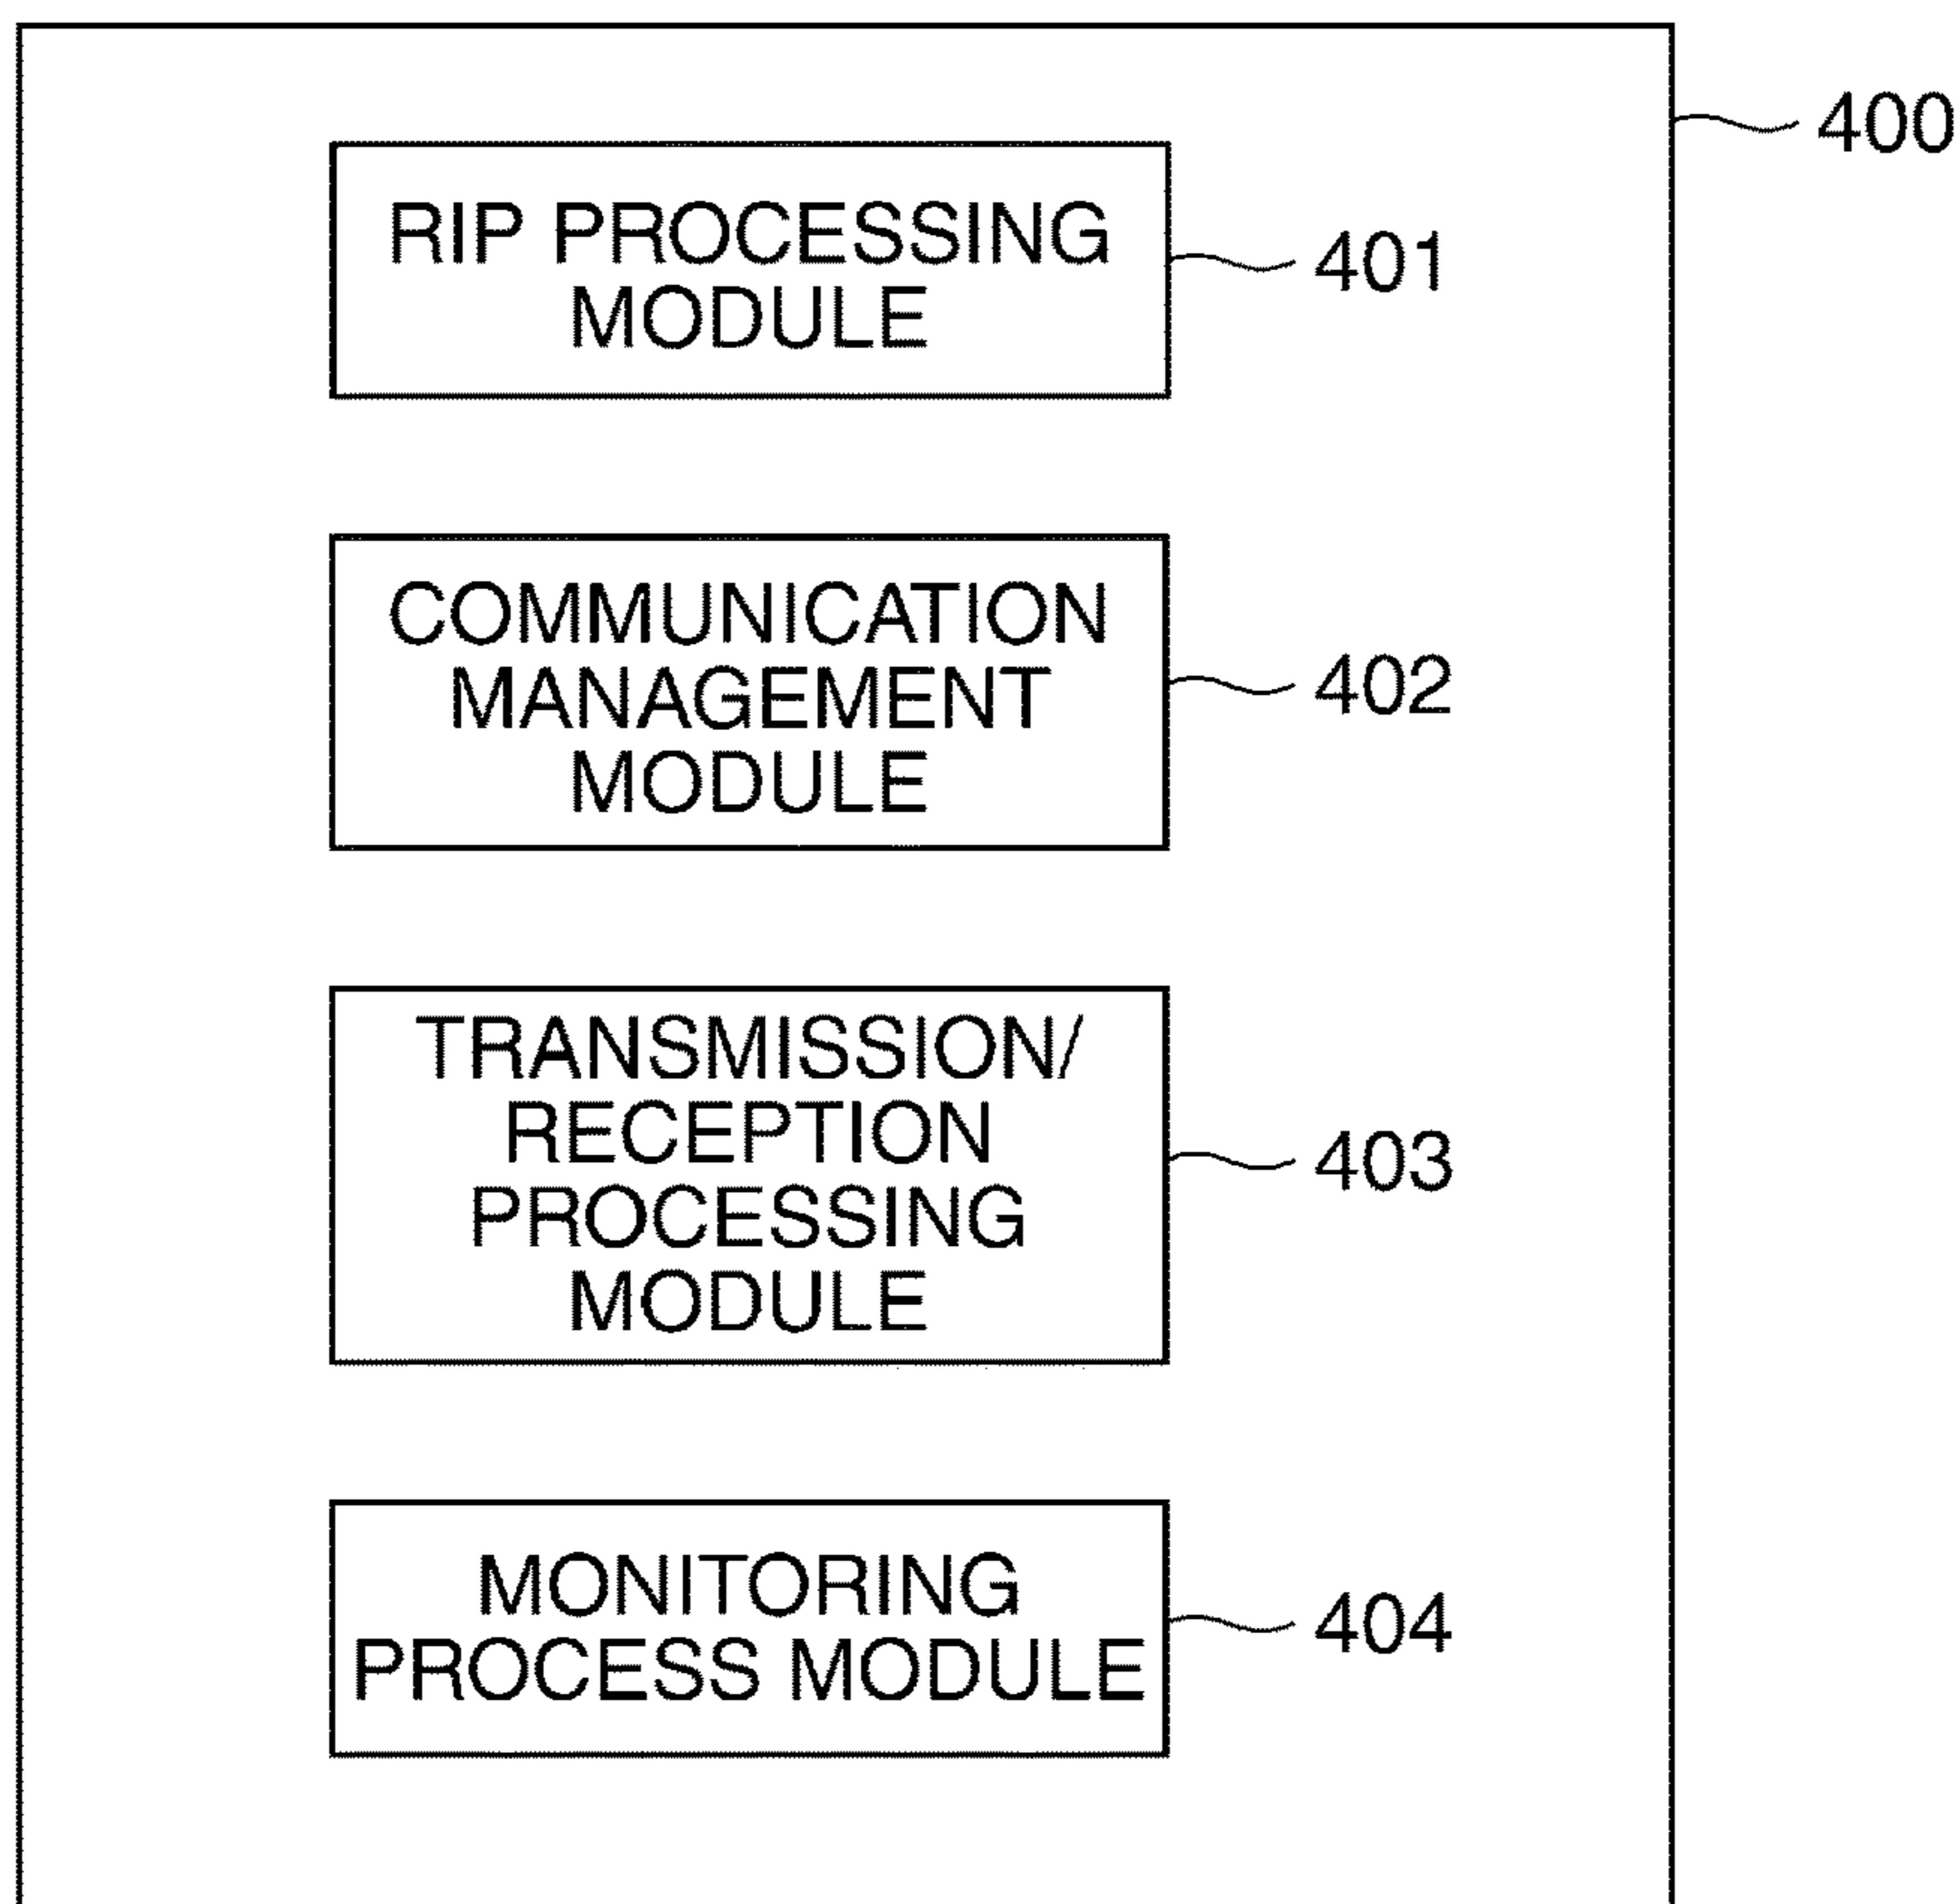 400
RIP PROCESSING
MODULE
401
COMMUNICATION
MANAGEMENT
MODULE
402
TRANSMISSION/
RECEPTION
PROCESSING
MODULE
403
MONITORING
PROCESS MODULE
404